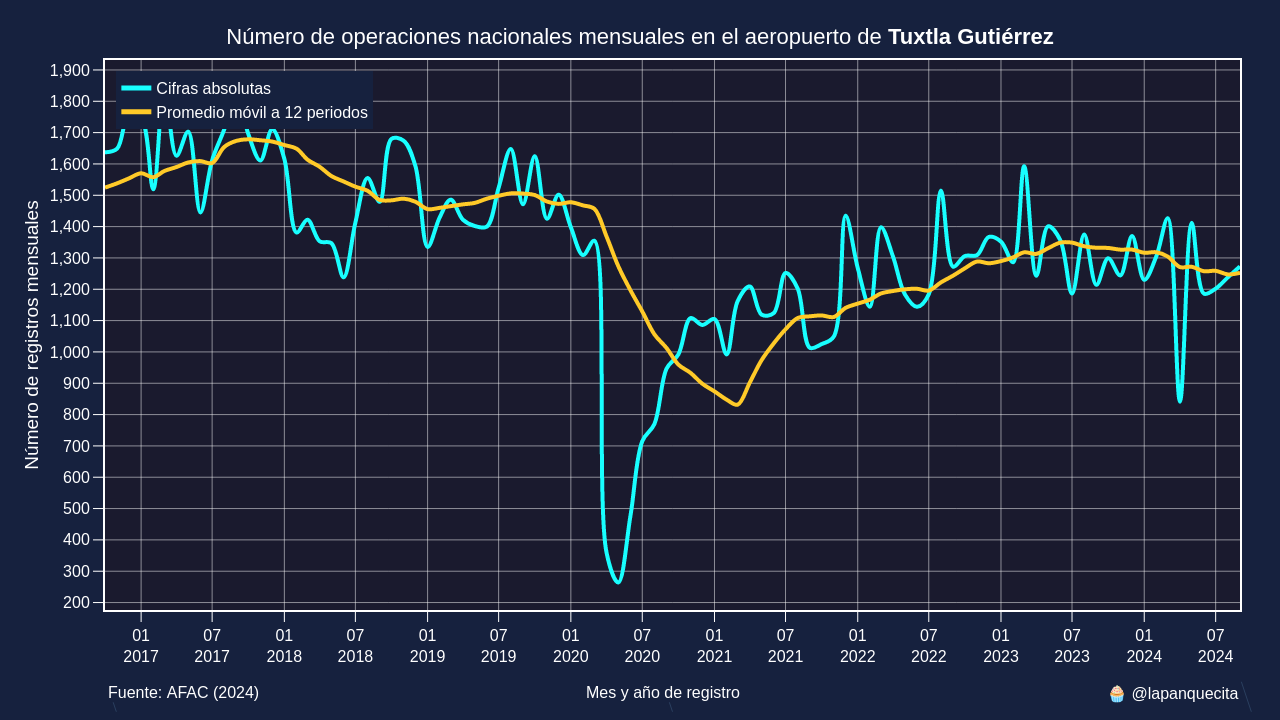 Número de operaciones nacionales mensuales en el aeropuerto de Tuxtla Gutiérrez
Cifras absolutas
Promedio móvil a 12 periodos
Número de registros mensuales
1,900
1,800
1,700
1,600
1,500
1,400
1,300
1,200
1,100
1,000
900
800
700
600
500
400
300
200
01 07 01 07 01 07 01 07 01 07 01 07 01 07 01 07
2017 2017 2018 2018 2019 2019 2020 2020 2021 2021 2022 2022 2023 2023 2024 2024
Fuente: AFAC (2024) Mes y año de registro 🧁 @lapanquecita